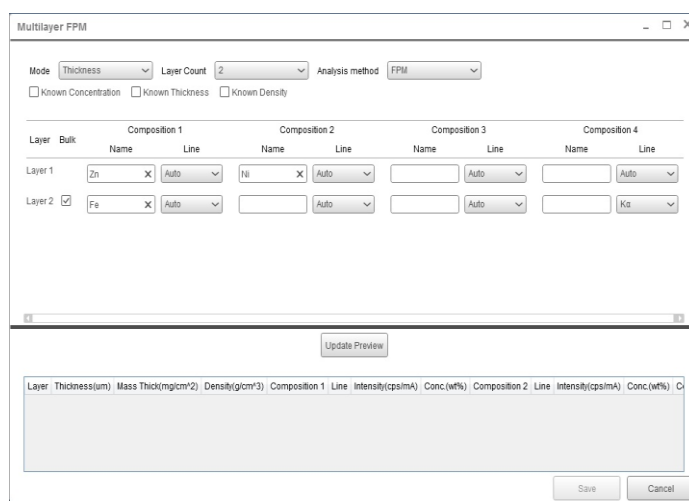 Multilayer FPM
Mode Thickness Layer Count 2 Analysis method FPM
Known Concentration Known Thickness Known Density
Layer Bulk Composition 1 Composition 2 Composition 3 Composition 4
Name Line Name Line Name Line Name Line
Layer 1 Zn X Auto Ni X Auto Auto Auto
Layer 2 Fe X Auto Auto Auto Kα
Update Preview
Layer Thickness(um) Mass Thick(mg/cm^2) Density(g/cm^3) Composition 1 Line Intensity(cps/mA) Conc.(wt%) Composition 2 Line Intensity(cps/mA) Conc.(wt%)
Save Cancel